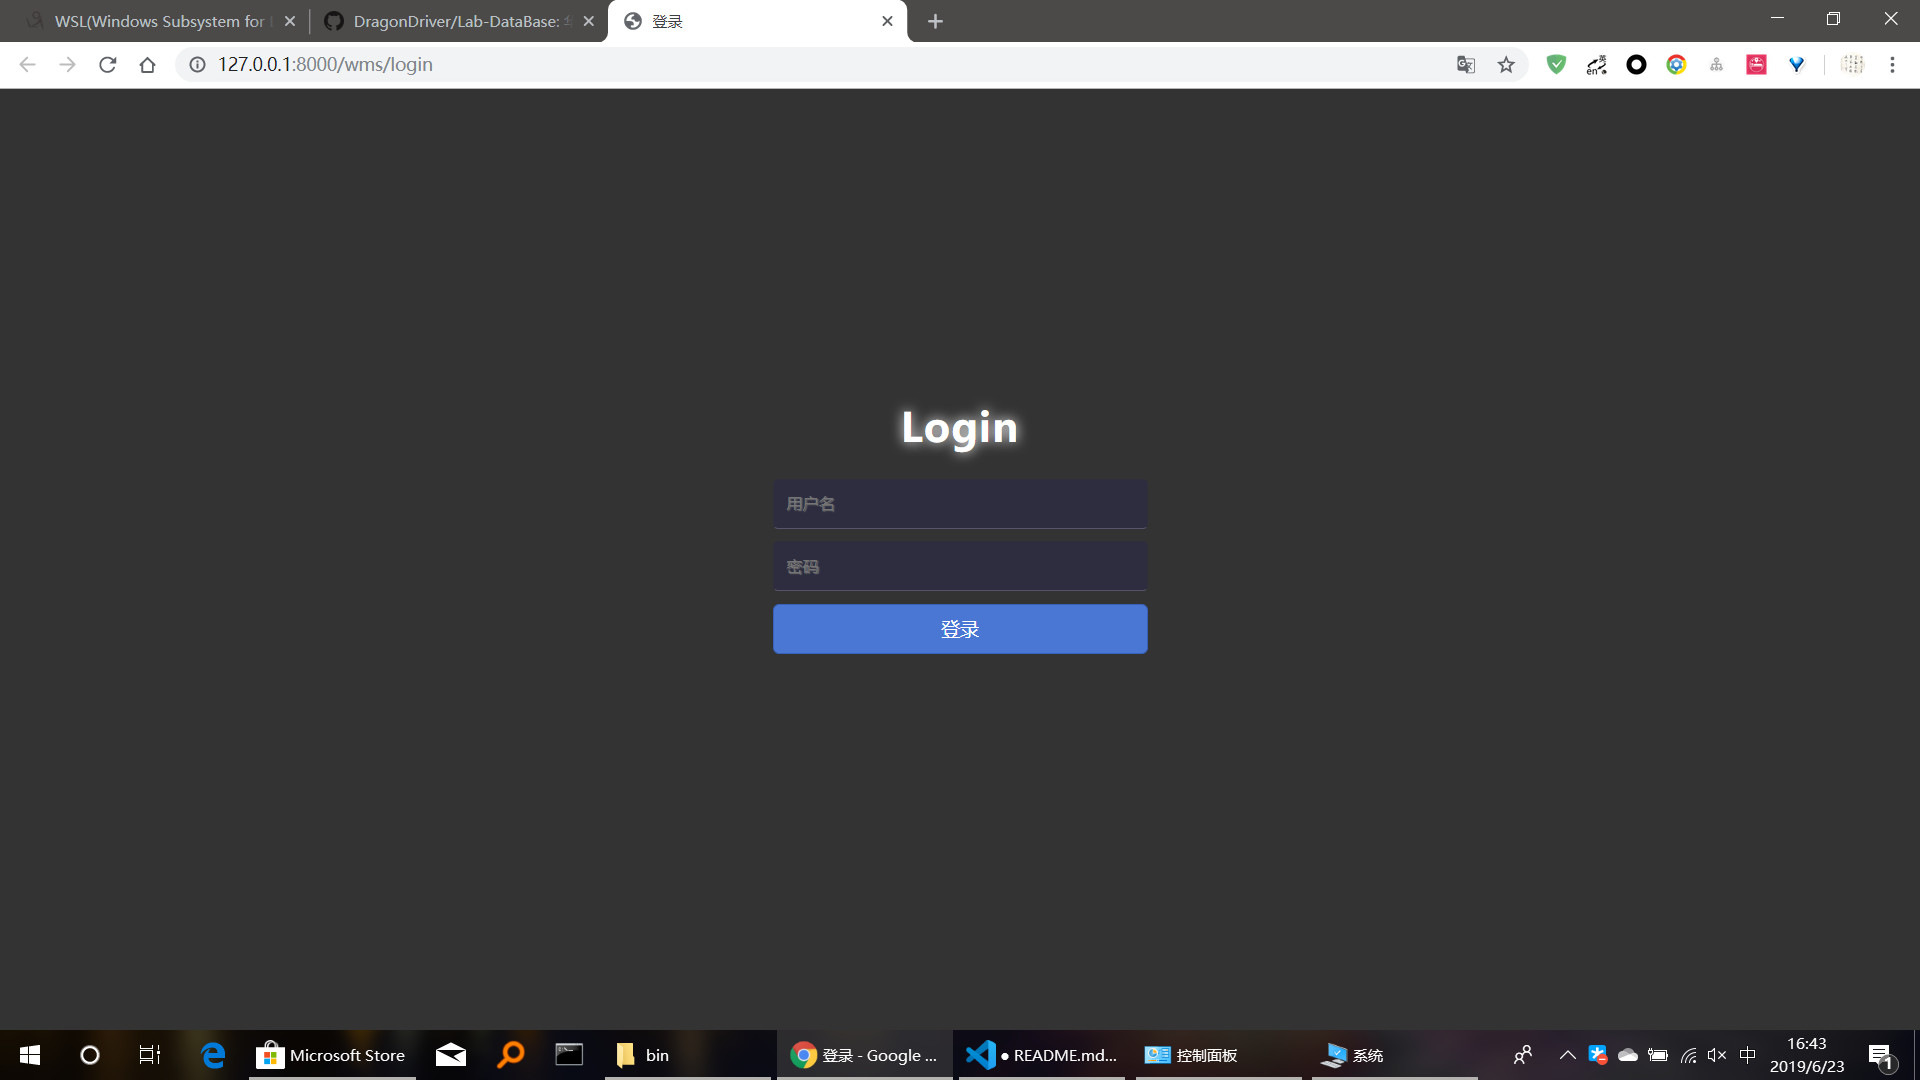 WSL(Windows Subsystem for
DragonDriver/Lab-DataBase:
登录
127.0.0.1:8000/wms/login
Login
用户名
密码
登录
Microsoft Store
bin
登录 - Google ...
● README.md...
控制面板
系统
中
16:43
2019/6/23
1